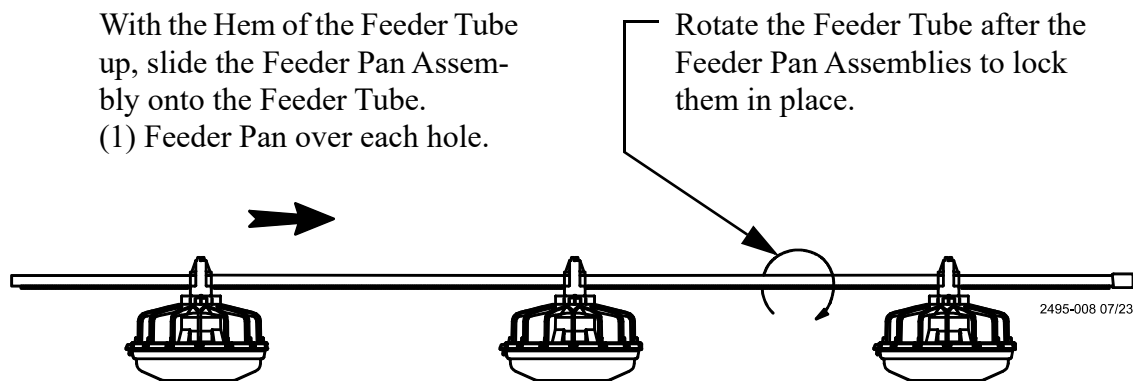 With the Hem of the Feeder Tube
up, slide the Feeder Pan Assem-
bly onto the Feeder Tube.
(1) Feeder Pan over each hole.
Rotate the Feeder Tube after the
Feeder Pan Assemblies to lock
them in place.
2495-008 07/23